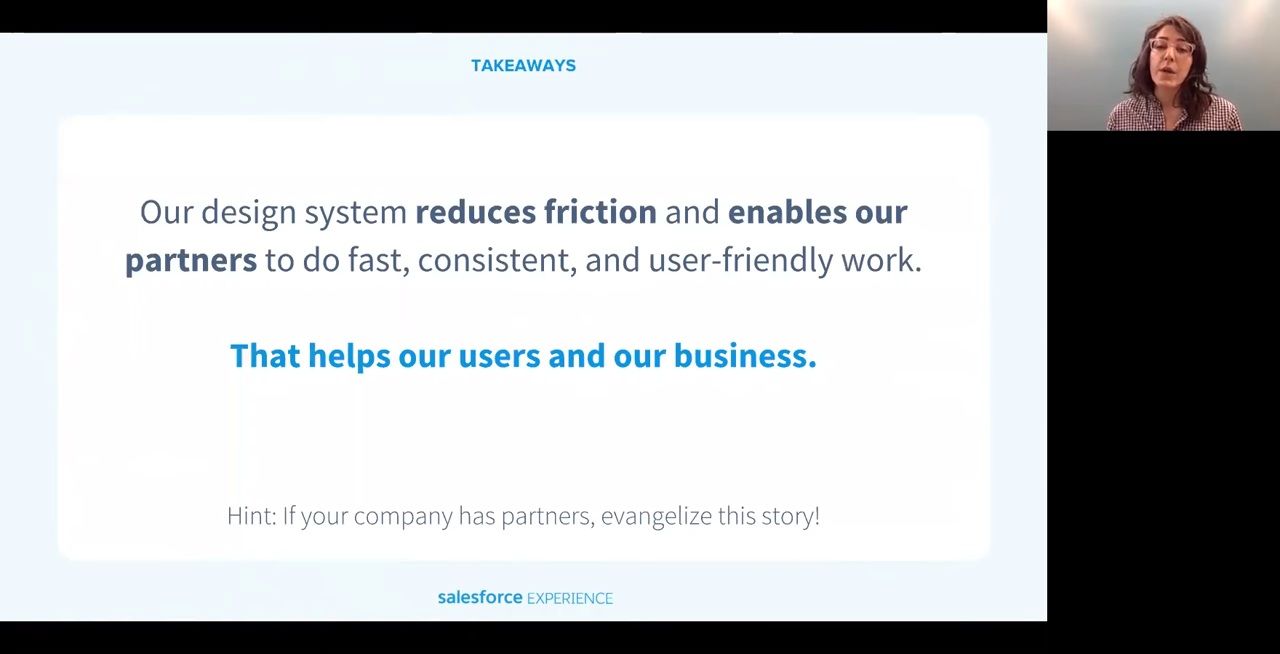 TAKEAWAYS
Our design system reduces friction and enables our
partners to do fast, consistent, and user-friendly work.
That helps our users and our business.
Hint: If your company has partners, evangelize this story!
salesforce EXPERIENCE